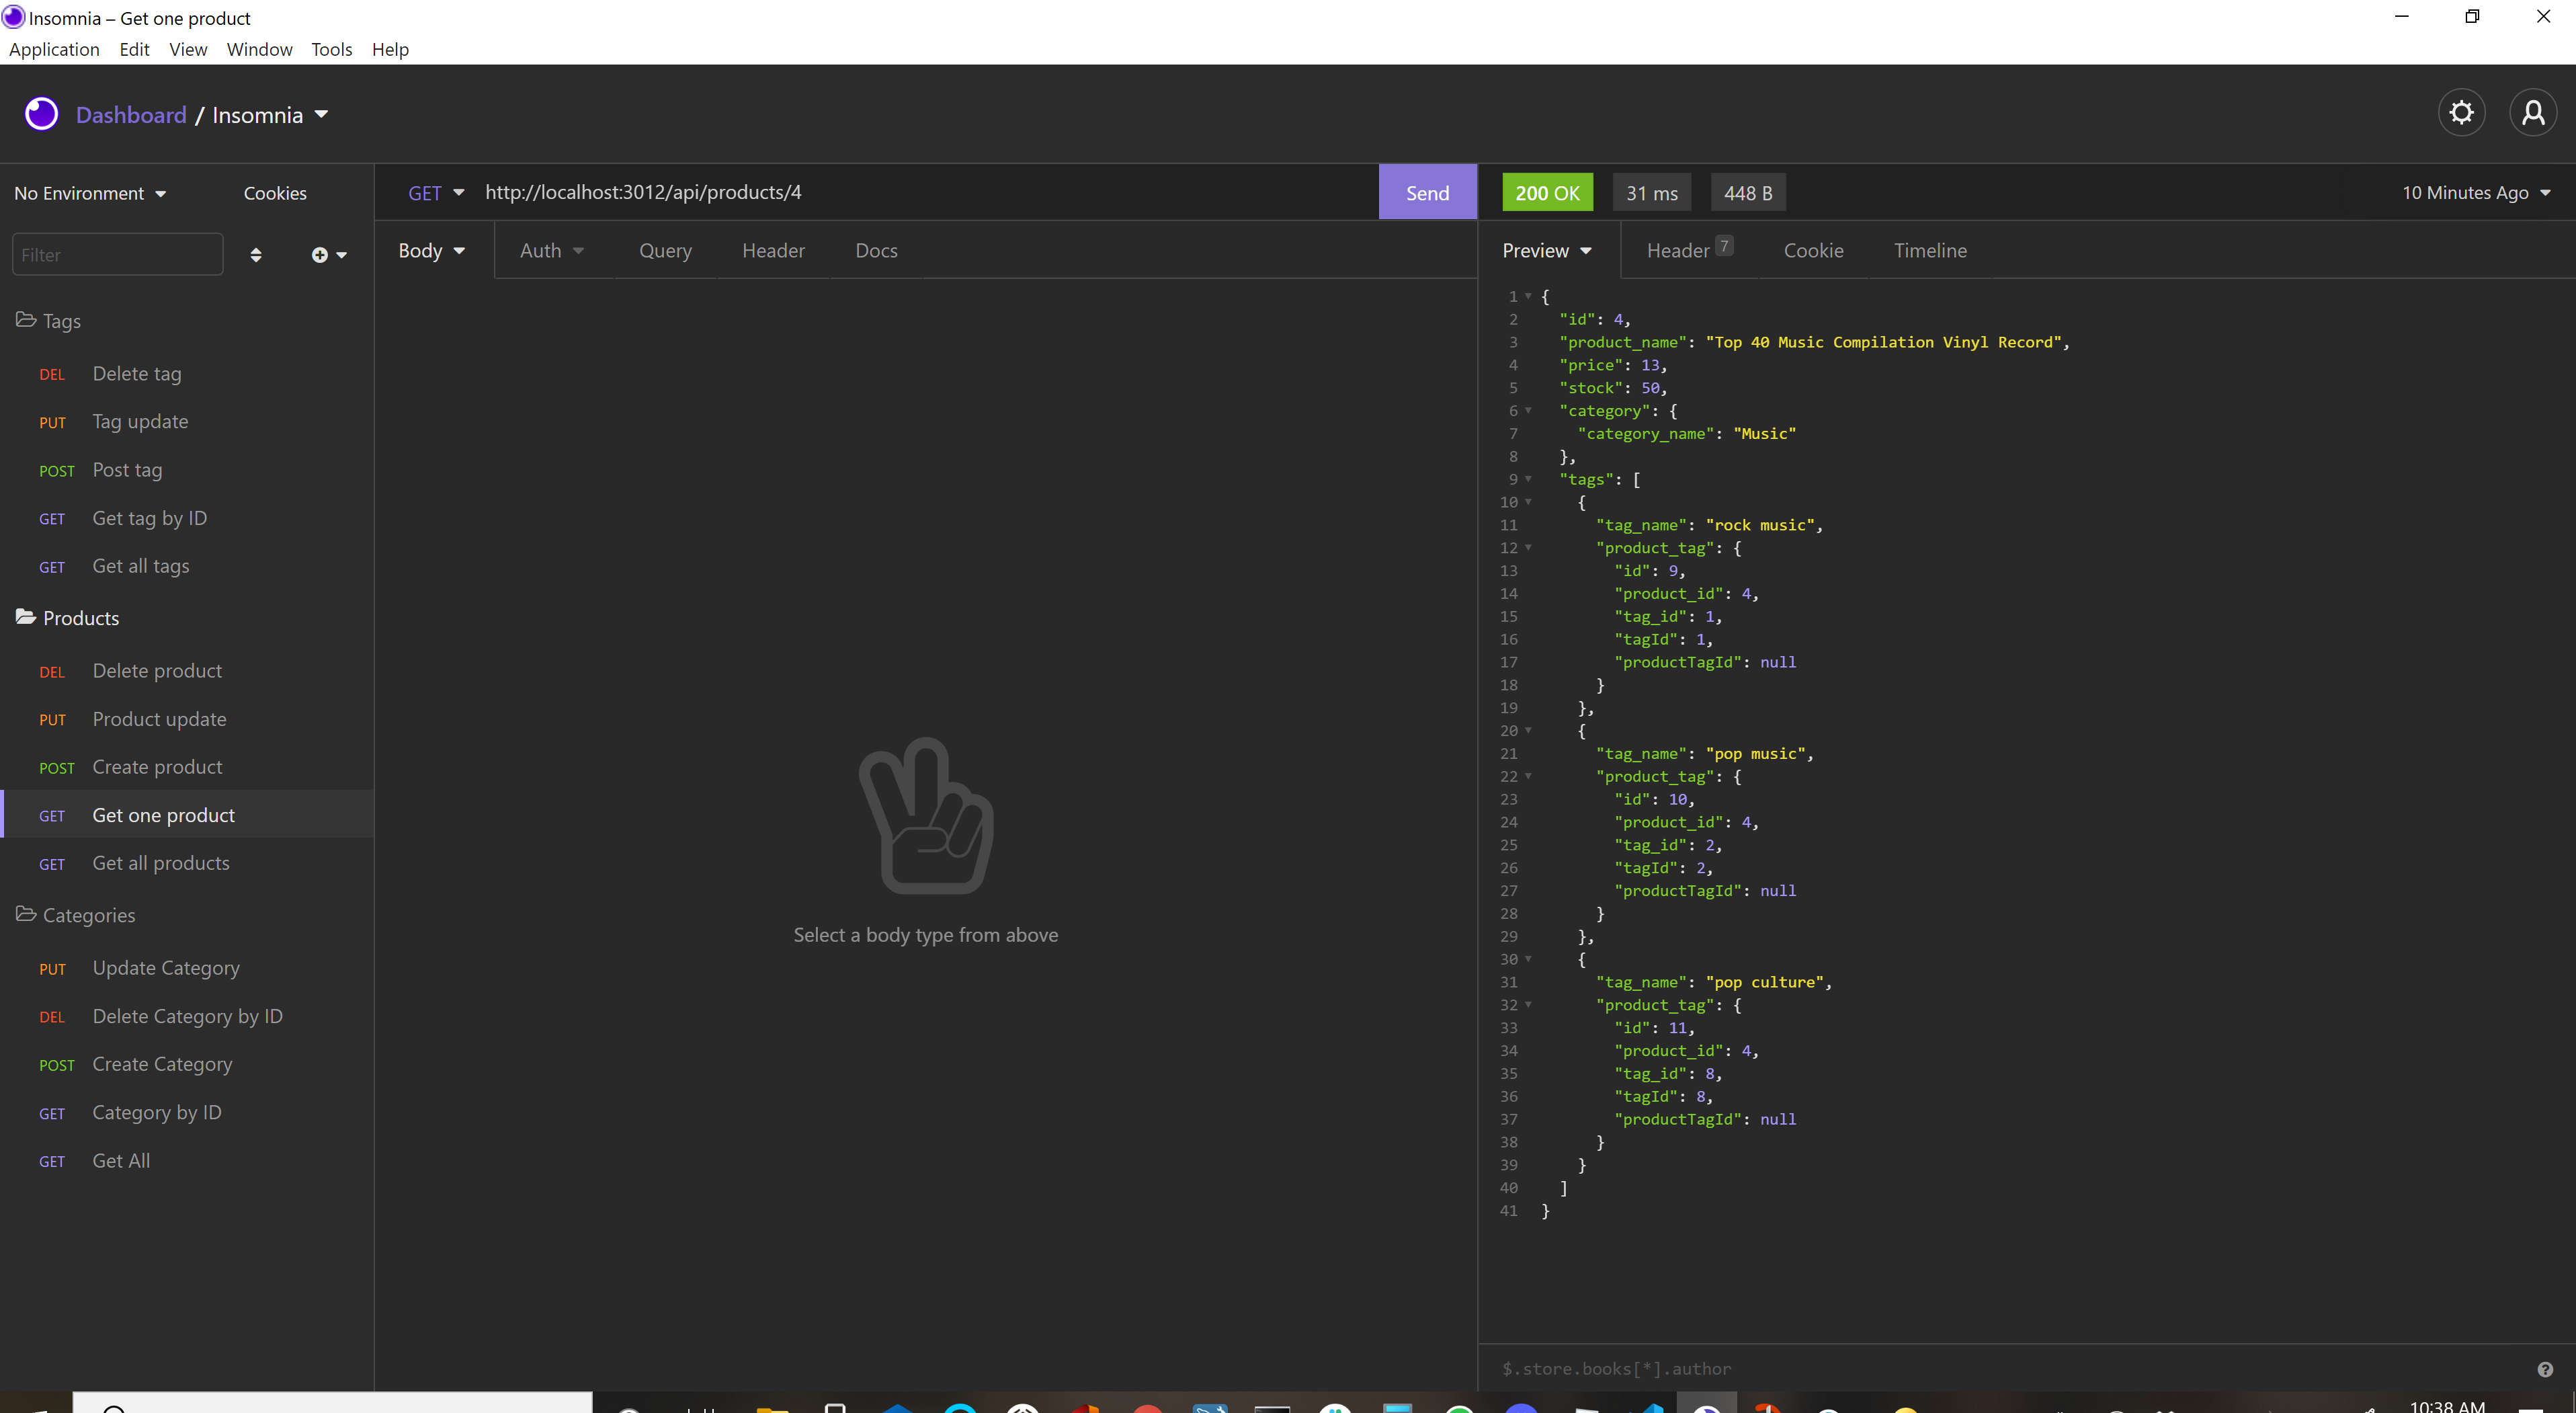 Insomnia – Get one product
Application Edit View Window Tools Help
Dashboard / Insomnia
No Environment Cookies
GET http://localhost:3012/api/products/4 Send
200 OK 31 ms 448 B 10 Minutes Ago
Filter
Body Auth Query Header Docs
Preview Header 7 Cookie Timeline
Tags
DEL Delete tag
PUT Tag update
POST Post tag
GET Get tag by ID
GET Get all tags
Products
DEL Delete product
PUT Product update
POST Create product
GET Get one product
GET Get all products
Categories
PUT Update Category
DEL Delete Category by ID
POST Create Category
GET Category by ID
GET Get All
Select a body type from above
1 {
2 "id": 4,
3 "product_name": "Top 40 Music Compilation Vinyl Record",
4 "price": 13,
5 "stock": 50,
6 "category": {
7 "category_name": "Music"
8 },
9 "tags": [
10 {
11 "tag_name": "rock music",
12 "product_tag": {
13 "id": 9,
14 "product_id": 4,
15 "tag_id": 1,
16 "tagId": 1,
17 "productTagId": null
18 }
19 },
20 {
21 "tag_name": "pop music",
22 "product_tag": {
23 "id": 10,
24 "product_id": 4,
25 "tag_id": 2,
26 "tagId": 2,
27 "productTagId": null
28 }
29 },
30 {
31 "tag_name": "pop culture",
32 "product_tag": {
33 "id": 11,
34 "product_id": 4,
35 "tag_id": 8,
36 "tagId": 8,
37 "productTagId": null
38 }
39 }
40 ]
41 }
$.store.books[*].author
10:38 AM